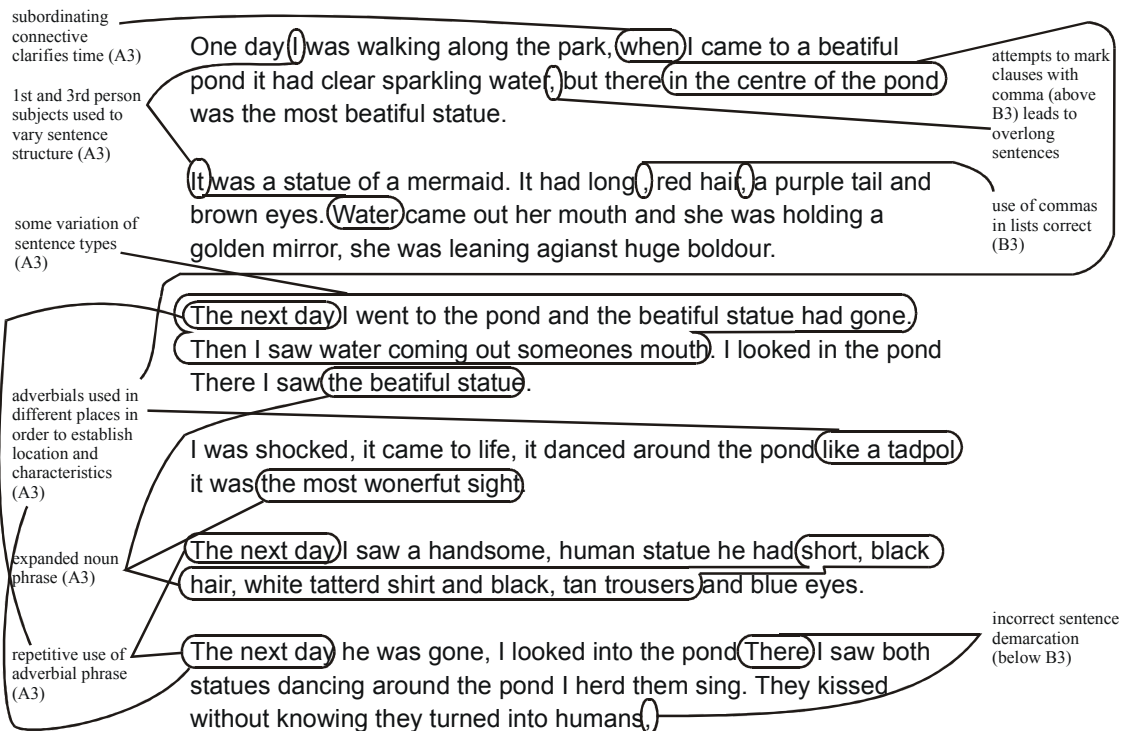 subordinating
connective
clarifies time (A3)
1st and 3rd person
subjects used to
vary sentence
structure (A3)
some variation of
sentence types
(A3)
adverbials used in
different places in
order to establish
location and
characteristics
(A3)
expanded noun
phrase (A3)
repetitive use of
adverbial phrase
(A3)
One day I was walking along the park, when I came to a beatiful
pond it had clear sparkling water, but there in the centre of the pond
was the most beatiful statue.
It was a statue of a mermaid. It had long, red hair, a purple tail and
brown eyes. Water came out her mouth and she was holding a
golden mirror, she was leaning agianst huge boldour.
The next day I went to the pond and the beatiful statue had gone.
Then I saw water coming out someones mouth. I looked in the pond
There I saw the beatiful statue.
I was shocked, it came to life, it danced around the pond like a tadpol
it was the most wonerfut sight.
The next day I saw a handsome, human statue he had short, black
hair, white tatterd shirt and black, tan trousers and blue eyes.
The next day he was gone, I looked into the pond There I saw both
statues dancing around the pond I herd them sing. They kissed
without knowing they turned into humans,
attempts to mark
clauses with
comma (above
B3) leads to
overlong
sentences
use of commas
in lists correct
(B3)
incorrect sentence
demarcation
(below B3)